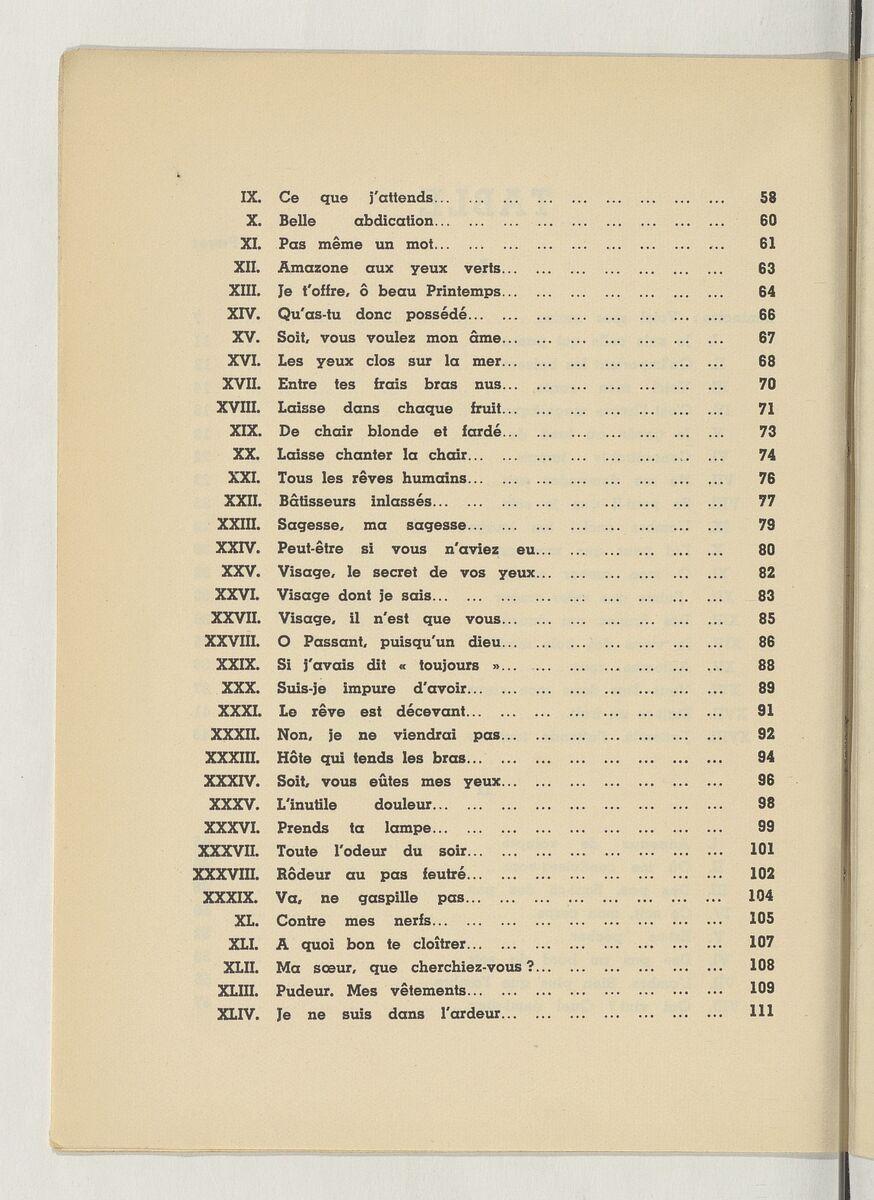 IX. Ce que j'attends... ... ... ... ... ... ... ... ... 58
X. Belle abdication... ... ... ... ... ... ... ... ... 60
XI. Pas même un mot... ... ... ... ... ... ... ... ... 61
XII. Amazone aux yeux verts... ... ... ... ... ... ... 63
XIII. Je t'offre, ô beau Printemps... ... ... ... ... ... ... 64
XIV. Qu'as-tu donc possédé... ... ... ... ... ... ... ... 66
XV. Soit, vous voulez mon âme... ... ... ... ... ... ... 67
XVI. Les yeux clos sur la mer... ... ... ... ... ... ... 68
XVII. Entre tes frais bras nus... ... ... ... ... ... ... 70
XVIII. Laisse dans chaque fruit... ... ... ... ... ... ... 71
XIX. De chair blonde et fardé... ... ... ... ... ... ... 73
XX. Laisse chanter la chair... ... ... ... ... ... ... ... 74
XXI. Tous les rêves humains... ... ... ... ... ... ... ... 76
XXII. Bâtisseurs inlassés... ... ... ... ... ... ... ... ... 77
XXIII. Sagesse, ma sagesse... ... ... ... ... ... ... ... 79
XXIV. Peut-être si vous n'aviez eu... ... ... ... ... ... 80
XXV. Visage, le secret de vos yeux... ... ... ... ... ... 82
XXVI. Visage dont je sais... ... ... ... ... ... ... ... ... 83
XXVII. Visage, il n'est que vous... ... ... ... ... ... ... 85
XXVIII. O Passant, puisqu'un dieu... ... ... ... ... ... ... 86
XXIX. Si j'avais dit « toujours »... ... ... ... ... ... ... 88
XXX. Suis-je impure d'avoir... ... ... ... ... ... ... ... 89
XXXI. Le rêve est décevant... ... ... ... ... ... ... ... 91
XXXII. Non, je ne viendrai pas... ... ... ... ... ... ... 92
XXXIII. Hôte qui tends les bras... ... ... ... ... ... ... ... 94
XXXIV. Soit, vous eûtes mes yeux... ... ... ... ... ... ... 96
XXXV. L'inutile douleur... ... ... ... ... ... ... ... ... 98
XXXVI. Prends ta lampe... ... ... ... ... ... ... ... ... 99
XXXVII. Toute l'odeur du soir... ... ... ... ... ... ... ... 101
XXXVIII. Rôdeur au pas feutré... ... ... ... ... ... ... ... 102
XXXIX. Va, ne gaspille pas... ... ... ... ... ... ... ... 104
XL. Contre mes nerfs... ... ... ... ... ... ... ... ... 105
XLI. A quoi bon te cloîtrer... ... ... ... ... ... ... ... 107
XLII. Ma sœur, que cherchiez-vous ?... ... ... ... ... ... 108
XLIII. Pudeur. Mes vêtements... ... ... ... ... ... ... ... 109
XLIV. Je ne suis dans l'ardeur... ... ... ... ... ... ... 111